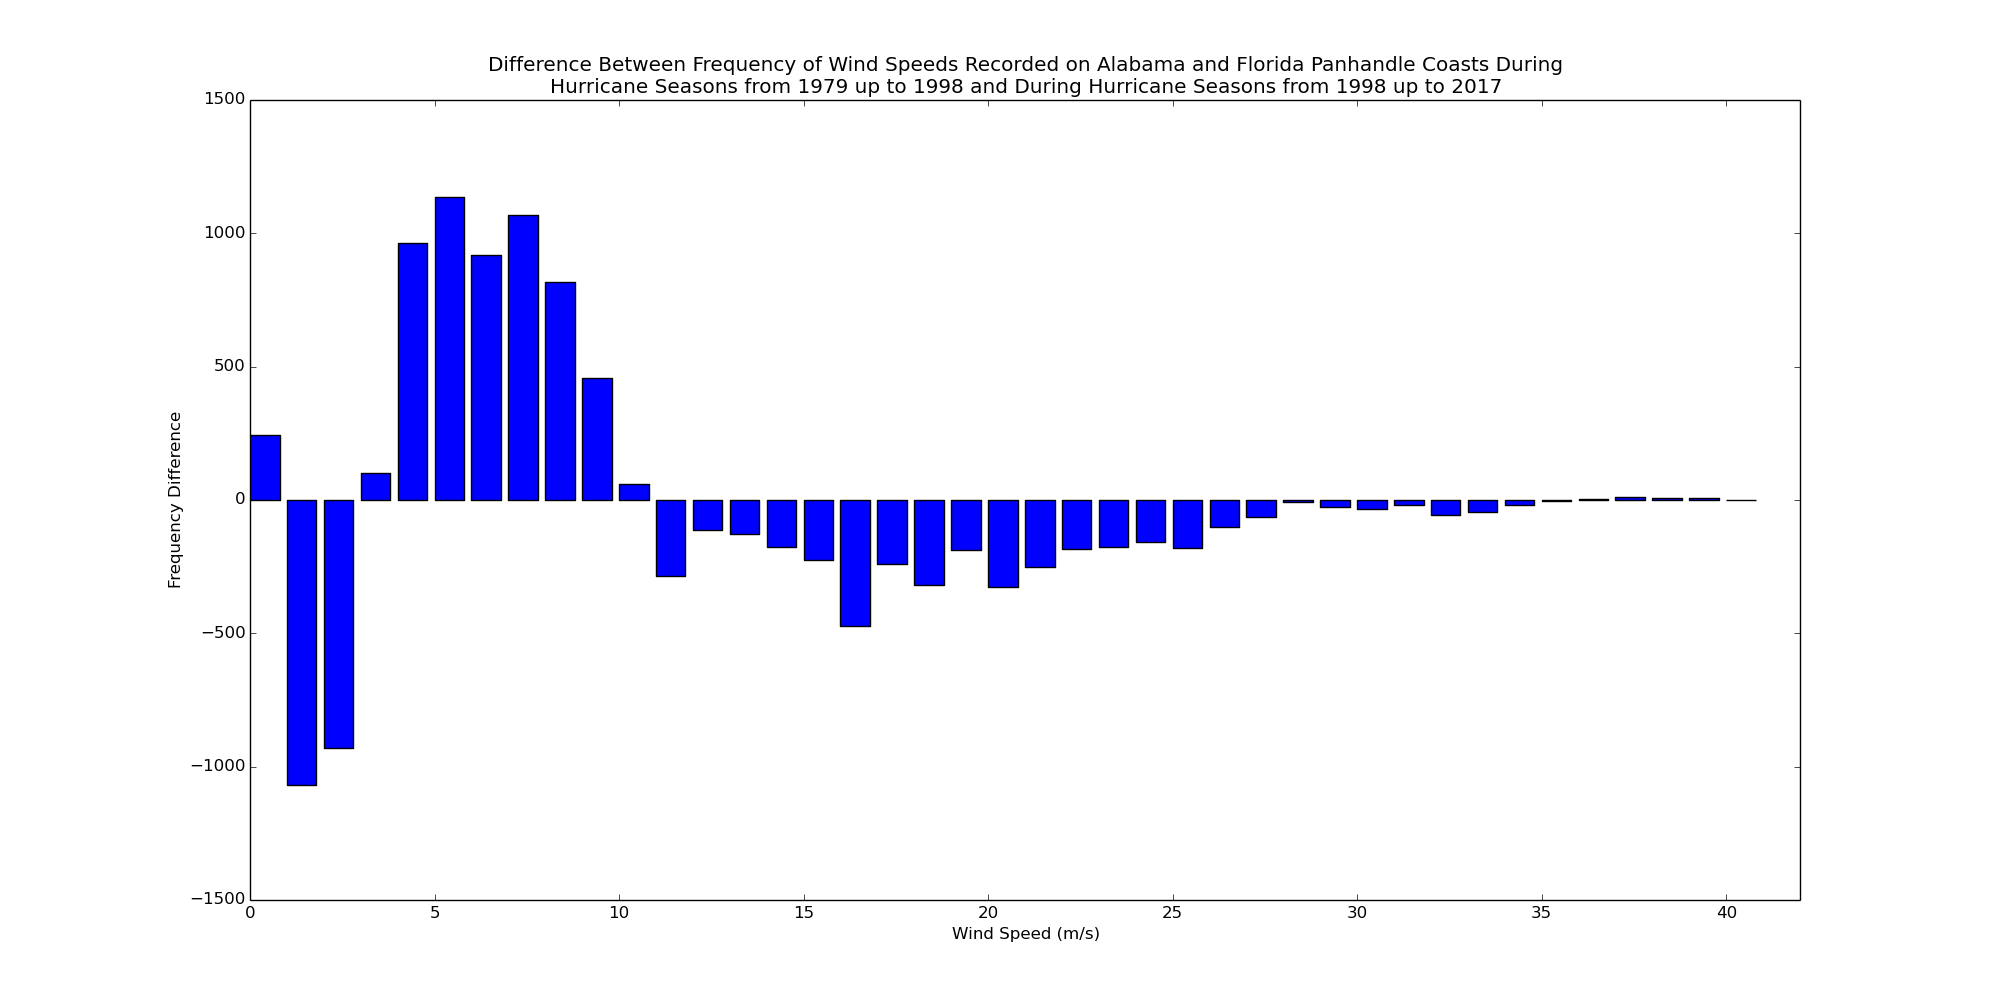 Difference Between Frequency of Wind Speeds Recorded on Alabama and Florida Panhandle Coasts During
Hurricane Seasons from 1979 up to 1998 and During Hurricane Seasons from 1998 up to 2017
1500
1000
500
0
−500
−1000
−1500
Frequency Difference
0 5 10 15 20 25 30 35 40
Wind Speed (m/s)